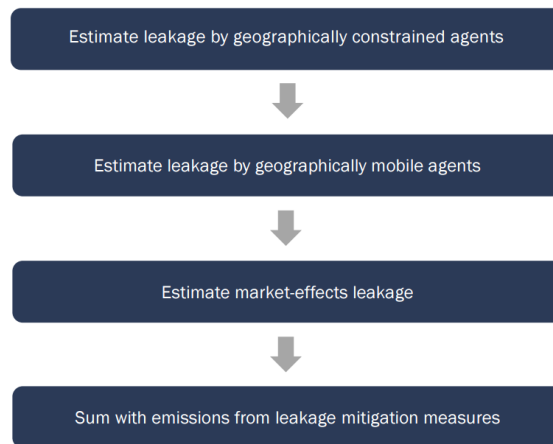 Estimate leakage by geographically constrained agents
Estimate leakage by geographically mobile agents
Estimate market-effects leakage
Sum with emissions from leakage mitigation measures